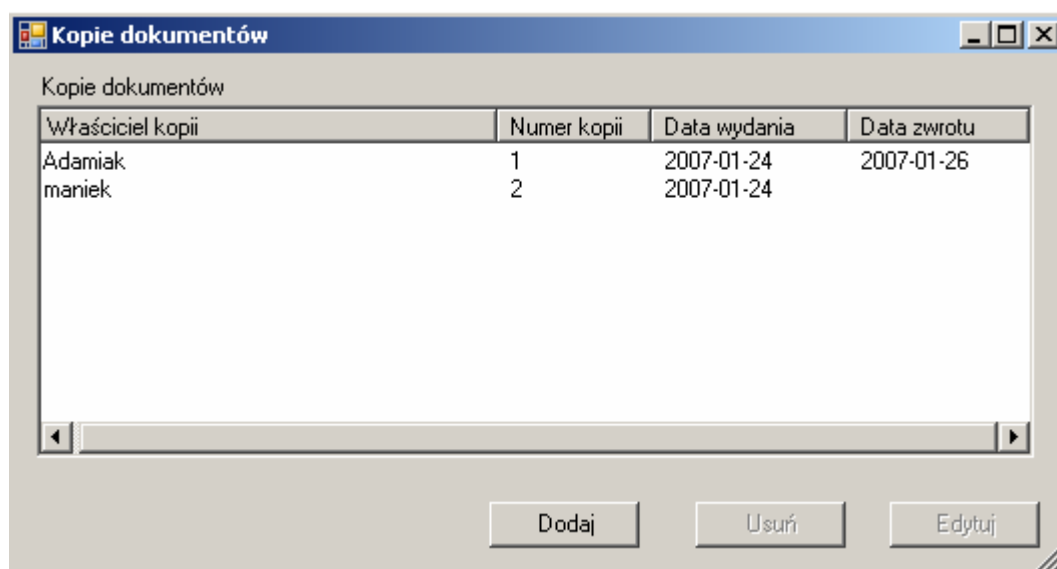 Kopie dokumentów
Kopie dokumentów
Właściciel kopii Numer kopii Data wydania Data zwrotu
Adamiak 1 2007-01-24 2007-01-26
maniek 2 2007-01-24
Dodaj Usuń Edytuj